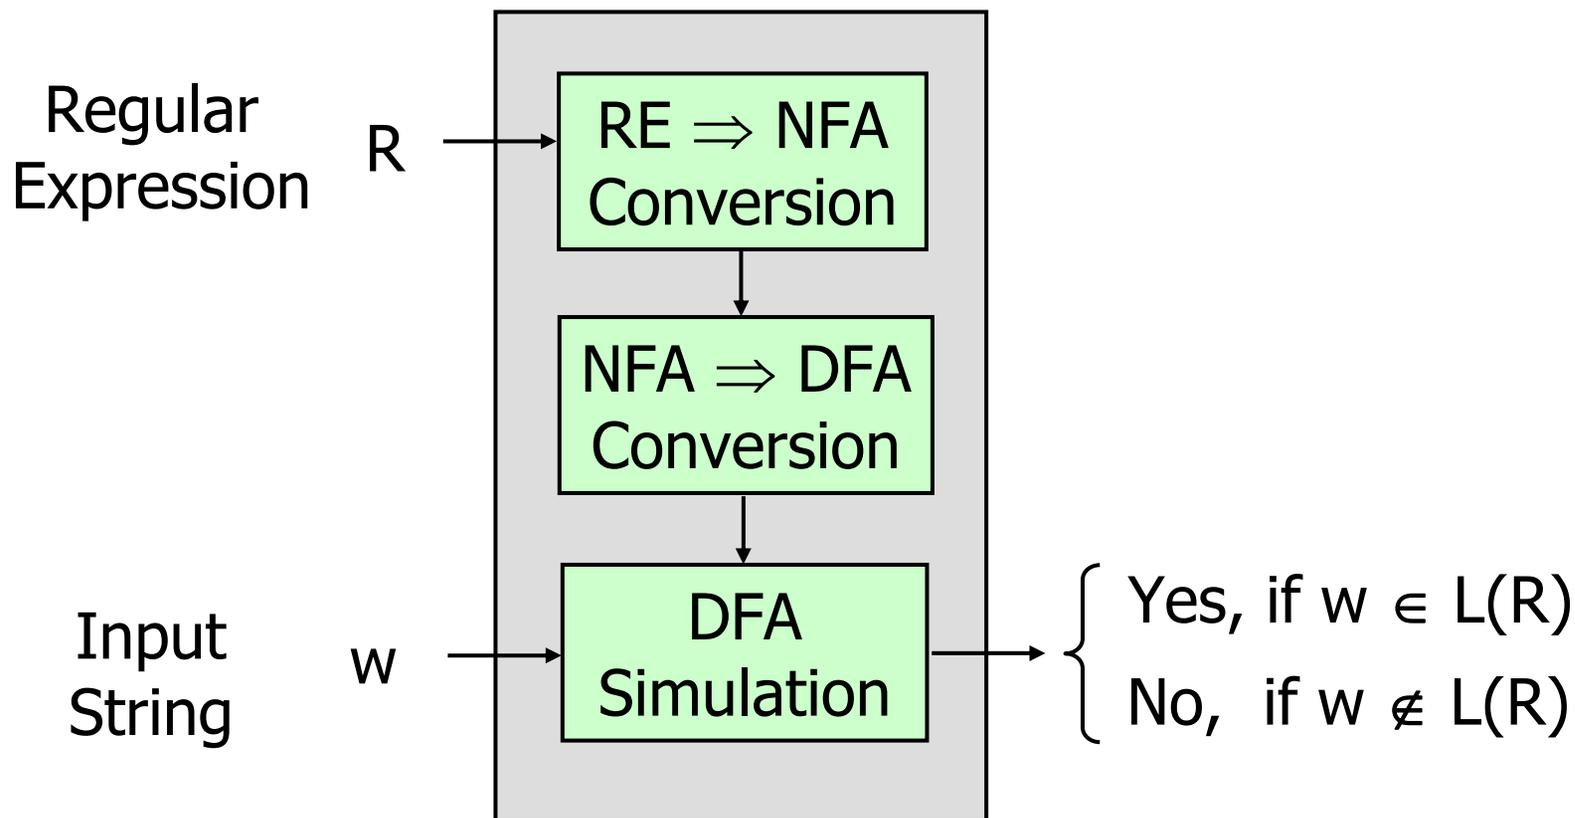 Regular
Expression
R
RE ⇒ NFA
Conversion
NFA ⇒ DFA
Conversion
Input
String
w
DFA
Simulation
Yes, if w ∈ L(R)
No, if w ∉ L(R)